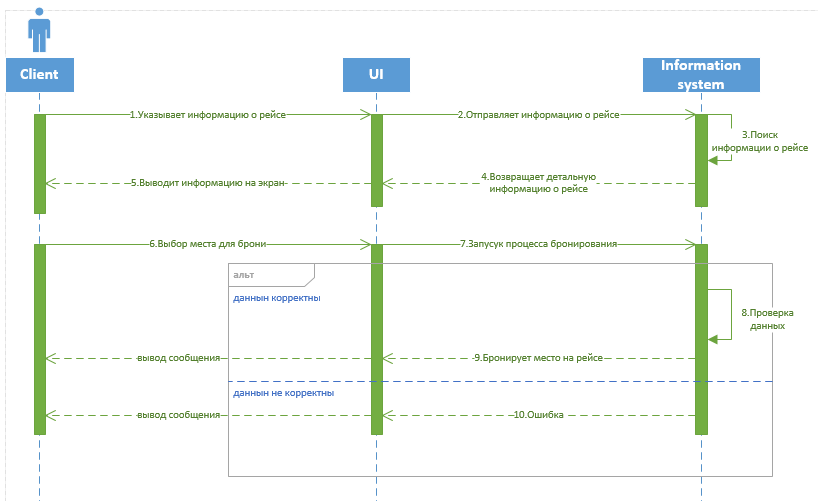 Client
UI
Information
system
1.Указывает информацию о рейсе
2.Отправляет информацию о рейсе
3.Поиск
информации о рейсе
4.Возвращает детальную
информацию о рейсе
5.Выводит информацию на экран
6.Выбор места для брони
7.Запусук процесса бронирования
альт
даннын корректны
8.Проверка
данных
вывод сообщения
9.Бронирует место на рейсе
даннын не корректны
вывод сообщения
10.Ошибка